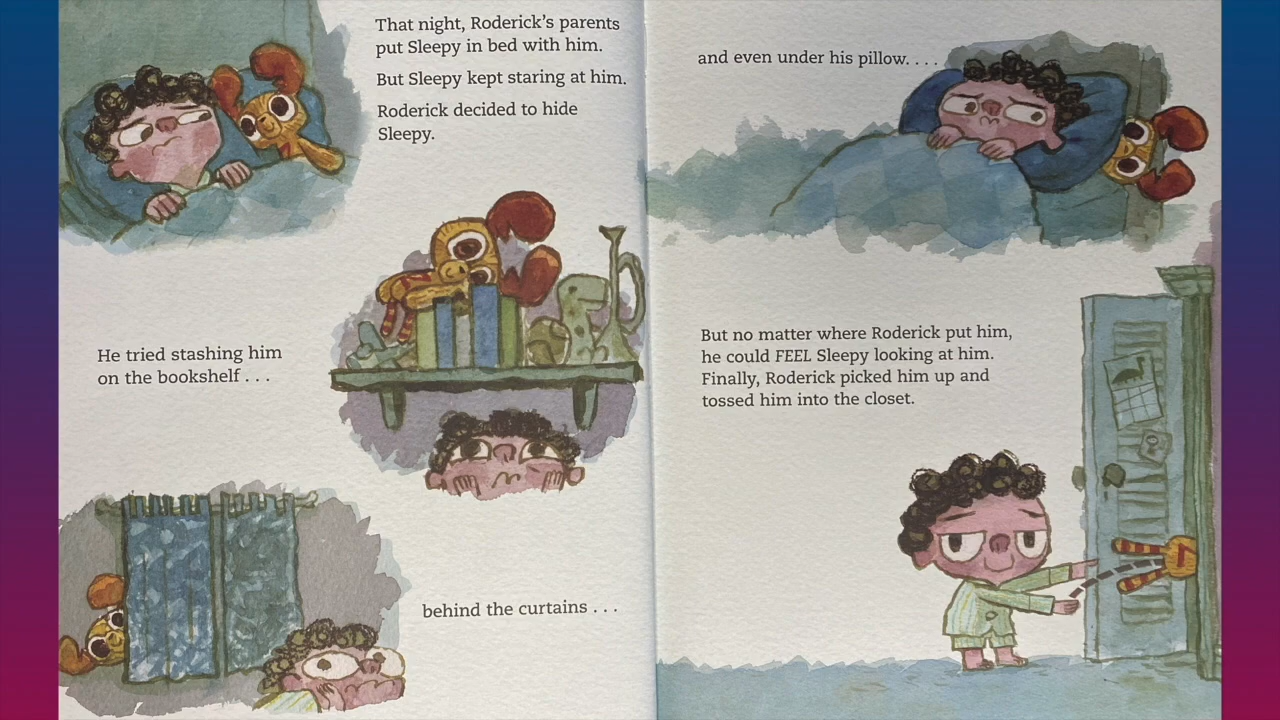 That night, Roderick's parents
put Sleepy in bed with him.
But Sleepy kept staring at him.
Roderick decided to hide
Sleepy.
He tried stashing him
on the bookshelf . . .
behind the curtains . . .
and even under his pillow. . . .
But no matter where Roderick put him,
he could FEEL Sleepy looking at him.
Finally, Roderick picked him up and
tossed him into the closet.